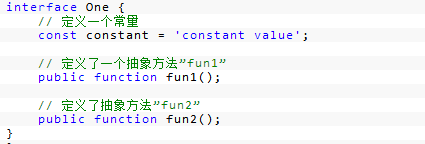 interface One {
// 定义一个常量
const constant = 'constant value';
// 定义了一个抽象方法”fun1”
public function fun1();
// 定义了抽象方法”fun2”
public function fun2();
}